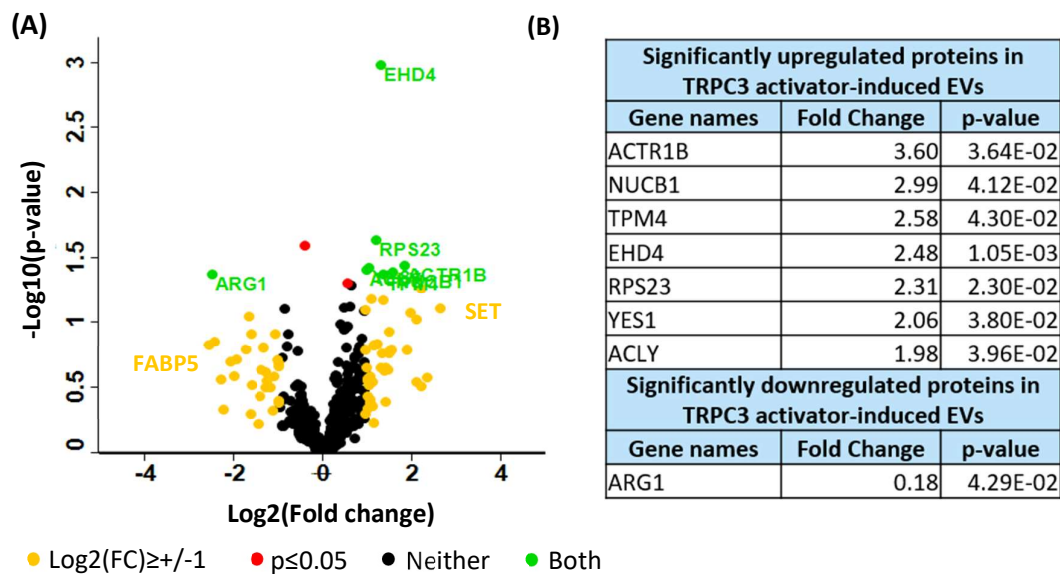 (A)
-Log10(p-value)
3
2.5
2
1.5
1
0.5
0
EHD4
RPS23
ACTR1B
ARG1
SET
FABP5
-4
-2
0
2
4
Log2(Fold change)
Log2(FC)≥+/-1
p≤0.05
Neither
Both
(B)
Significantly upregulated proteins in
TRPC3 activator-induced EVs
Gene names Fold Change p-value
ACTR1B 3.60 3.64E-02
NUCB1 2.99 4.12E-02
TPM4 2.58 4.30E-02
EHD4 2.48 1.05E-03
RPS23 2.31 2.30E-02
YES1 2.06 3.80E-02
ACLY 1.98 3.96E-02
Significantly downregulated proteins in
TRPC3 activator-induced EVs
Gene names Fold Change p-value
ARG1 0.18 4.29E-02